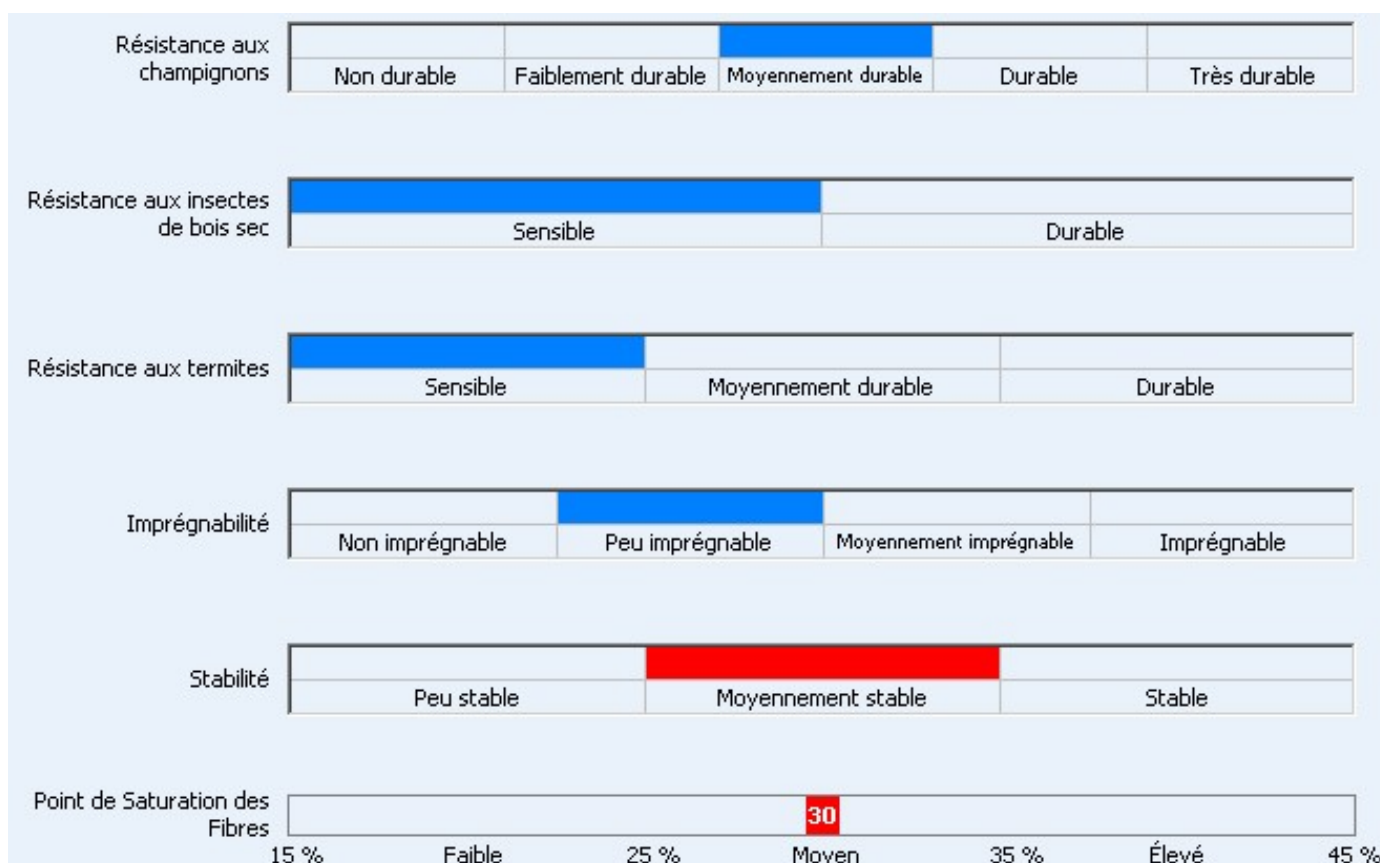 Résistance aux
champignons
Non durable Faiblement durable Moyennement durable Durable Très durable
Résistance aux insectes
de bois sec
Sensible Durable
Résistance aux termites
Sensible Moyennement durable Durable
Imprégnabilité
Non imprégnable Peu imprégnable Moyennement imprégnable Imprégnable
Stabilité
Peu stable Moyennement stable Stable
Point de Saturation des
Fibres
30
15 % Faible 25 % Moyen 35 % Élevé 45 %